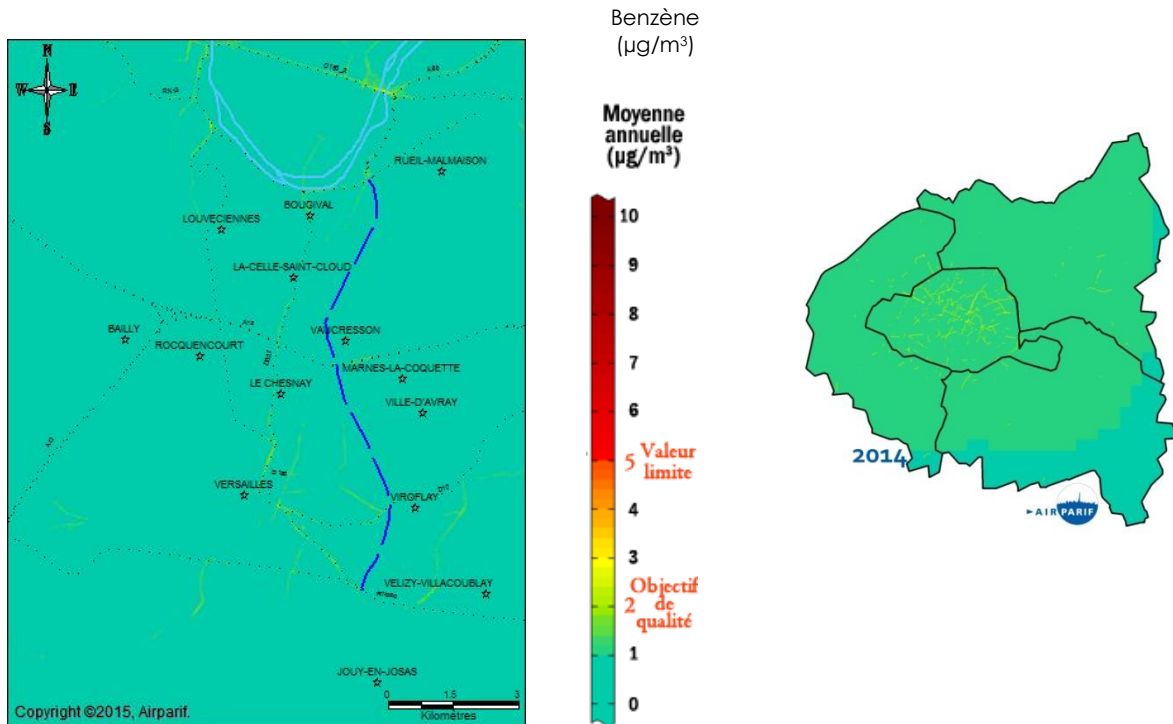 Benzène
(µg/m³)
N
W E
S
RUEIL-MALMAISON
BOUGIVAL
LOUVECIENNES
LA-CELLE-SAINT-CLOUD
BAILLY
VAUCRESSON
ROCQUENCOURT
MARNES-LA-COQUETTE
LE CHESNAY
VILLE-D'AVRAY
VERSAILLES
VIROFLAY
VELIZY-VILLACOUBLAY
JOUY-EN-JOSAS
0 1.5 3
Kilomètres
Copyright ©2015, Airparif.
Moyenne
annuelle
(µg/m³)
10
9
8
7
6
5 Valeur
limite
4
3
Objectif
2 de
qualité
1
0
2014
AIRPARIF